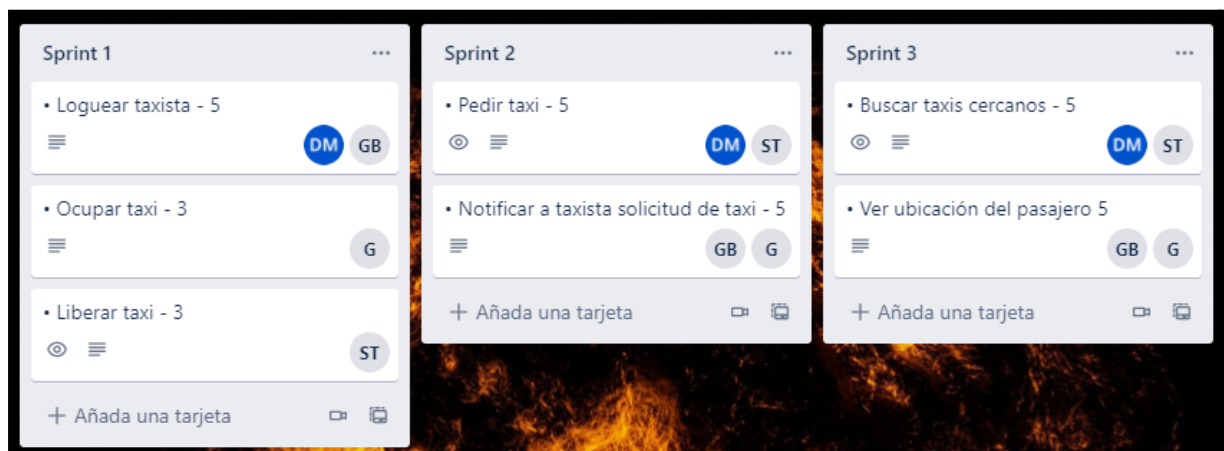 Sprint 1
• Loguear taxista - 5
DM GB
• Ocupar taxi - 3
G
• Liberar taxi - 3
ST
+ Añada una tarjeta
Sprint 2
• Pedir taxi - 5
DM ST
• Notificar a taxista solicitud de taxi - 5
GB G
+ Añada una tarjeta
Sprint 3
• Buscar taxis cercanos - 5
DM ST
• Ver ubicación del pasajero 5
GB G
+ Añada una tarjeta